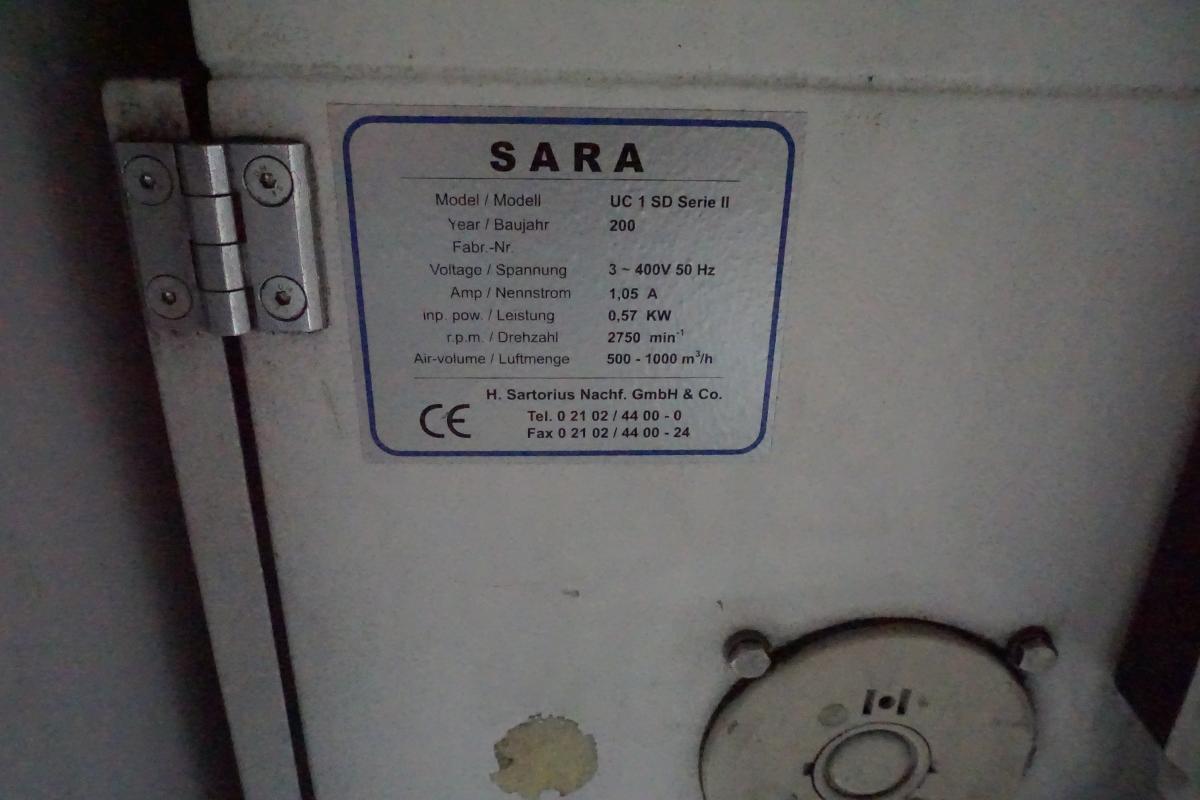 SARA
Model / Modell UC 1 SD Serie II
Year / Baujahr 200
Fabr.-Nr.
Voltage / Spannung 3 ~ 400V 50 Hz
Amp / Nennstrom 1,05 A
inp. pow. / Leistung 0,57 KW
r.p.m. / Drehzahl 2750 min⁻¹
Air-volume / Luftmenge 500 - 1000 m³/h
H. Sartorius Nachf. GmbH & Co.
CE Tel. 0 21 02 / 44 00 - 0
Fax 0 21 02 / 44 00 - 24